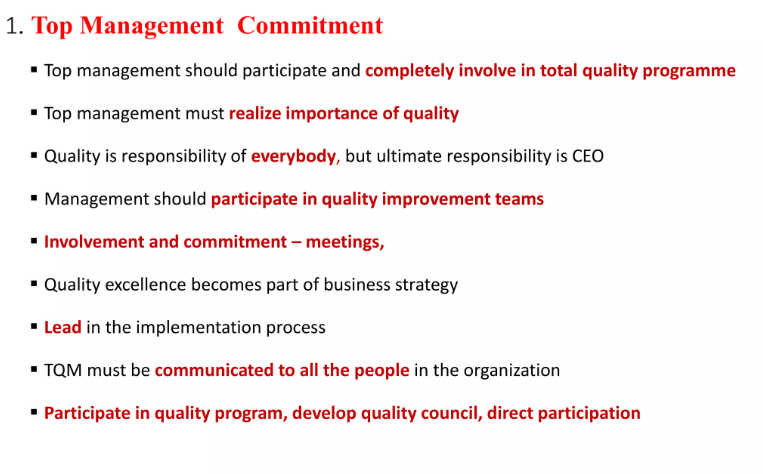 1. Top Management Commitment
▪ Top management should participate and completely involve in total quality programme
▪ Top management must realize importance of quality
▪ Quality is responsibility of everybody, but ultimate responsibility is CEO
▪ Management should participate in quality improvement teams
▪ Involvement and commitment – meetings,
▪ Quality excellence becomes part of business strategy
▪ Lead in the implementation process
▪ TQM must be communicated to all the people in the organization
▪ Participate in quality program, develop quality council, direct participation